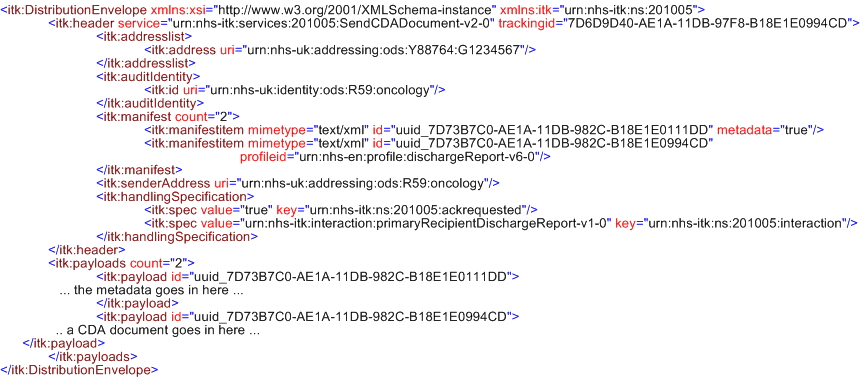 <itk:DistributionEnvelope xmlns:xsi="http://www.w3.org/2001/XMLSchema-instance" xmlns:itk="urn:nhs-itk:ns:201005">
<itk:header service="urn:nhs-itk:services:201005:SendCDADocument-v2-0" trackingid="7D6D9D40-AE1A-11DB-97F8-B18E1E0994CD">
<itk:addresslist>
<itk:address uri="urn:nhs-uk:addressing:ods:Y88764:G1234567"/>
</itk:addresslist>
<itk:auditIdentity>
<itk:id uri="urn:nhs-uk:identity:ods:R59:oncology"/>
</itk:auditIdentity>
<itk:manifest count="2">
<itk:manifestitem mimetype="text/xml" id="uuid_7D73B7C0-AE1A-11DB-982C-B18E1E0111DD" metadata="true"/>
<itk:manifestitem mimetype="text/xml" id="uuid_7D73B7C0-AE1A-11DB-982C-B18E1E0994CD"
profileid="urn:nhs-en:profile:dischargeReport-v6-0"/>
</itk:manifest>
<itk:senderAddress uri="urn:nhs-uk:addressing:ods:R59:oncology"/>
<itk:handlingSpecification>
<itk:spec value="true" key="urn:nhs-itk:ns:201005:ackrequested"/>
<itk:spec value="urn:nhs-itk:interaction:primaryRecipientDischargeReport-v1-0" key="urn:nhs-itk:ns:201005:interaction"/>
</itk:handlingSpecification>
</itk:header>
<itk:payloads count="2">
<itk:payload id="uuid_7D73B7C0-AE1A-11DB-982C-B18E1E0111DD">
... the metadata goes in here ...
</itk:payload>
<itk:payload id="uuid_7D73B7C0-AE1A-11DB-982C-B18E1E0994CD">
.. a CDA document goes in here ...
</itk:payload>
</itk:payloads>
</itk:DistributionEnvelope>